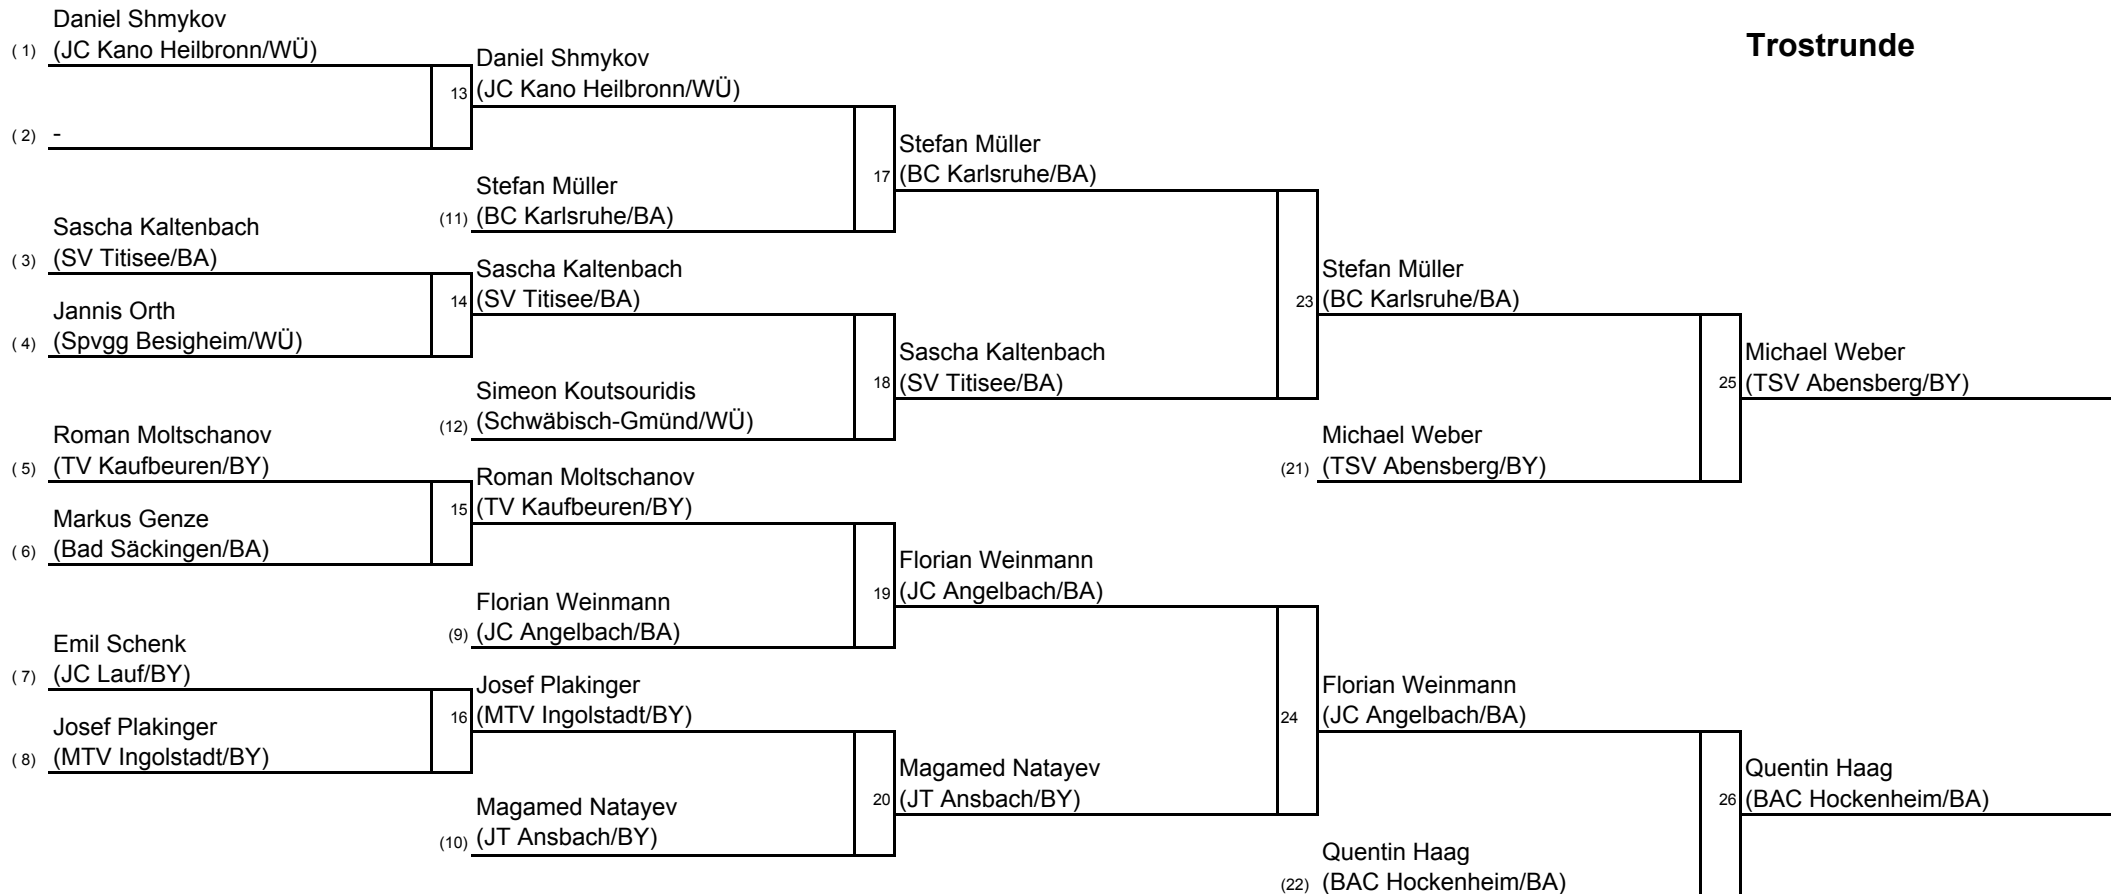 Trostrunde
Daniel Shmykov
( 1) (JC Kano Heilbronn/WÜ)
( 2) -
Sascha Kaltenbach
( 3) (SV Titisee/BA)
Jannis Orth
( 4) (Spvgg Besigheim/WÜ)
Roman Moltschanov
( 5) (TV Kaufbeuren/BY)
Markus Genze
( 6) (Bad Säckingen/BA)
Emil Schenk
( 7) (JC Lauf/BY)
Josef Plakinger
( 8) (MTV Ingolstadt/BY)
Daniel Shmykov
13 (JC Kano Heilbronn/WÜ)
Stefan Müller
(11) (BC Karlsruhe/BA)
Sascha Kaltenbach
14 (SV Titisee/BA)
Simeon Koutsouridis
(12) (Schwäbisch-Gmünd/WÜ)
Roman Moltschanov
15 (TV Kaufbeuren/BY)
Florian Weinmann
(9) (JC Angelbach/BA)
Josef Plakinger
16 (MTV Ingolstadt/BY)
Magamed Natayev
(10) (JT Ansbach/BY)
Stefan Müller
17 (BC Karlsruhe/BA)
Sascha Kaltenbach
18 (SV Titisee/BA)
Florian Weinmann
19 (JC Angelbach/BA)
Magamed Natayev
20 (JT Ansbach/BY)
Stefan Müller
23 (BC Karlsruhe/BA)
Michael Weber
(21) (TSV Abensberg/BY)
Florian Weinmann
24 (JC Angelbach/BA)
Quentin Haag
(22) (BAC Hockenheim/BA)
Michael Weber
25 (TSV Abensberg/BY)
Quentin Haag
26 (BAC Hockenheim/BA)